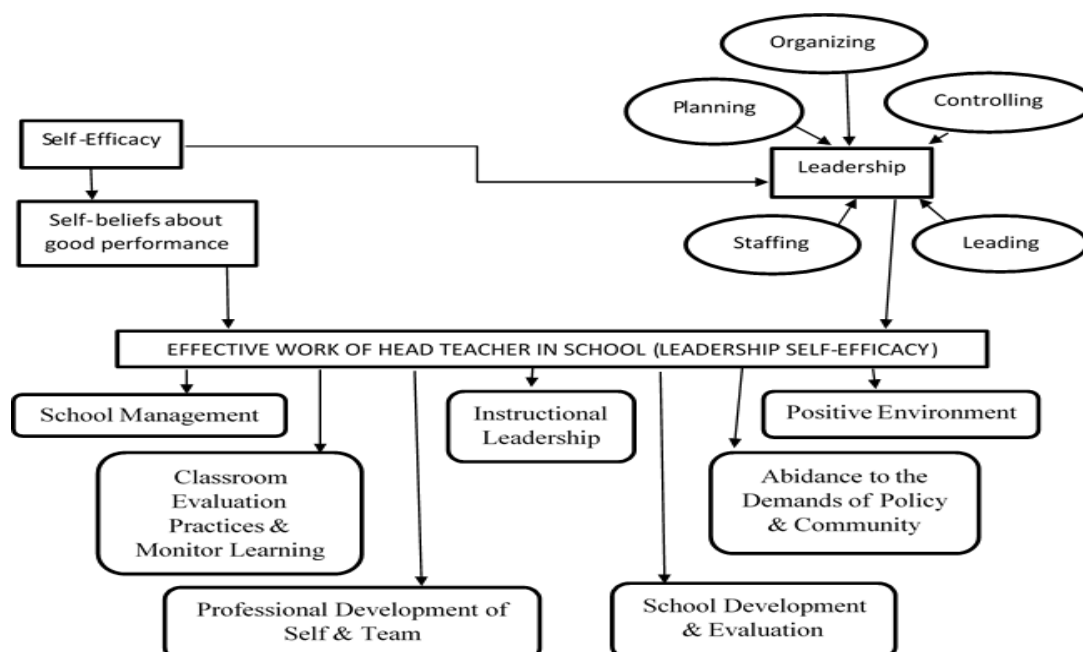 Organizing
Planning
Controlling
Self -Efficacy
Leadership
Self-beliefs about
good performance
Staffing
Leading
EFFECTIVE WORK OF HEAD TEACHER IN SCHOOL (LEADERSHIP SELF-EFFICACY)
School Management
Instructional
Leadership
Positive Environment
Classroom
Evaluation
Practices &
Monitor Learning
Abidance to the
Demands of Policy
& Community
Professional Development of
Self & Team
School Development
& Evaluation